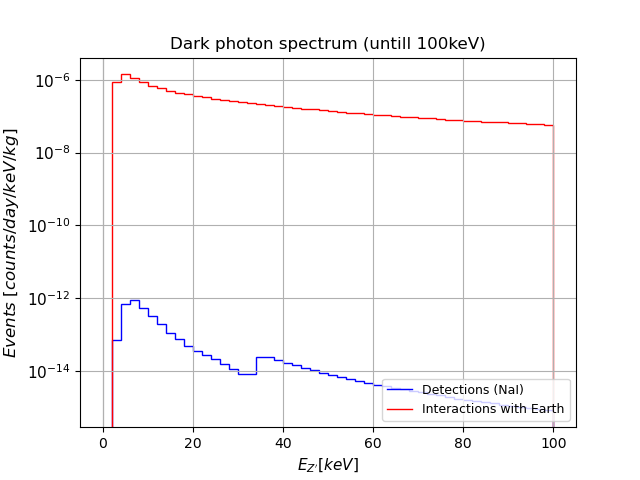 Dark photon spectrum (untill 100keV)
Events [counts/day/keV/kg]
10⁻⁶
10⁻⁸
10⁻¹⁰
10⁻¹²
10⁻¹⁴
Detections (NaI)
Interactions with Earth
0 20 40 60 80 100
E_{Z'}[keV]